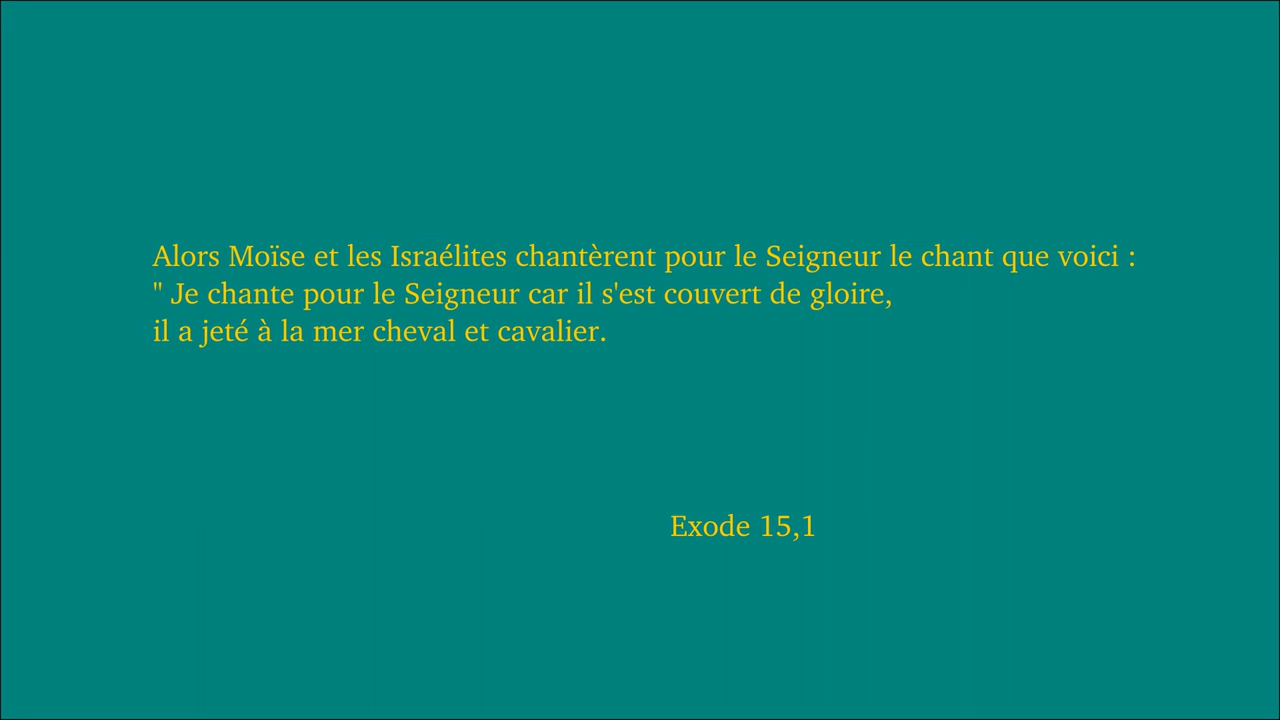 Alors Moïse et les Israélites chantèrent pour le Seigneur le chant que voici :
" Je chante pour le Seigneur car il s'est couvert de gloire,
il a jeté à la mer cheval et cavalier.
Exode 15,1